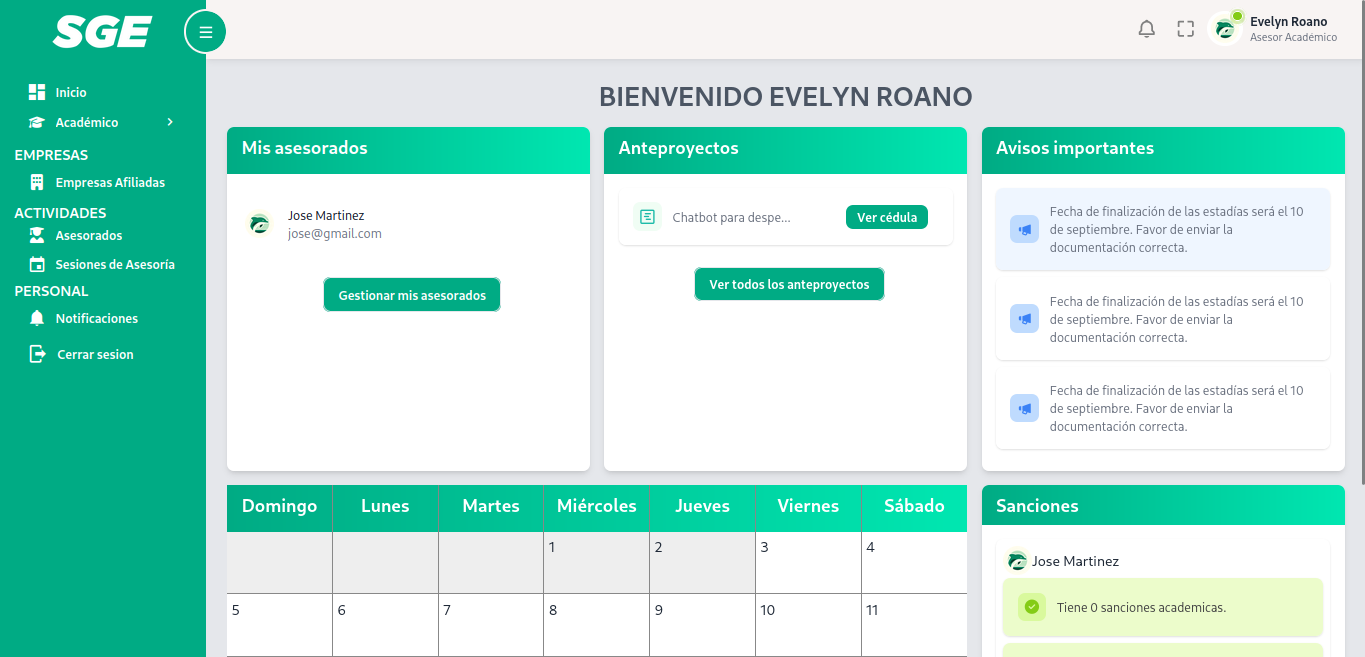 SGE
Inicio
Académico
EMPRESAS
Empresas Afiliadas
ACTIVIDADES
Asesorados
Sesiones de Asesoría
PERSONAL
Notificaciones
Cerrar sesion
Evelyn Roano
Asesor Académico
BIENVENIDO EVELYN ROANO
Mis asesorados
Jose Martinez
jose@gmail.com
Gestionar mis asesorados
Anteproyectos
Chatbot para despe...
Ver cédula
Ver todos los anteproyectos
Avisos importantes
Fecha de finalización de las estadías será el 10
de septiembre. Favor de enviar la
documentación correcta.
Fecha de finalización de las estadías será el 10
de septiembre. Favor de enviar la
documentación correcta.
Fecha de finalización de las estadías será el 10
de septiembre. Favor de enviar la
documentación correcta.
Domingo Lunes Martes Miércoles Jueves Viernes Sábado
1 2 3 4
5 6 7 8 9 10 11
Sanciones
Jose Martinez
Tiene 0 sanciones academicas.